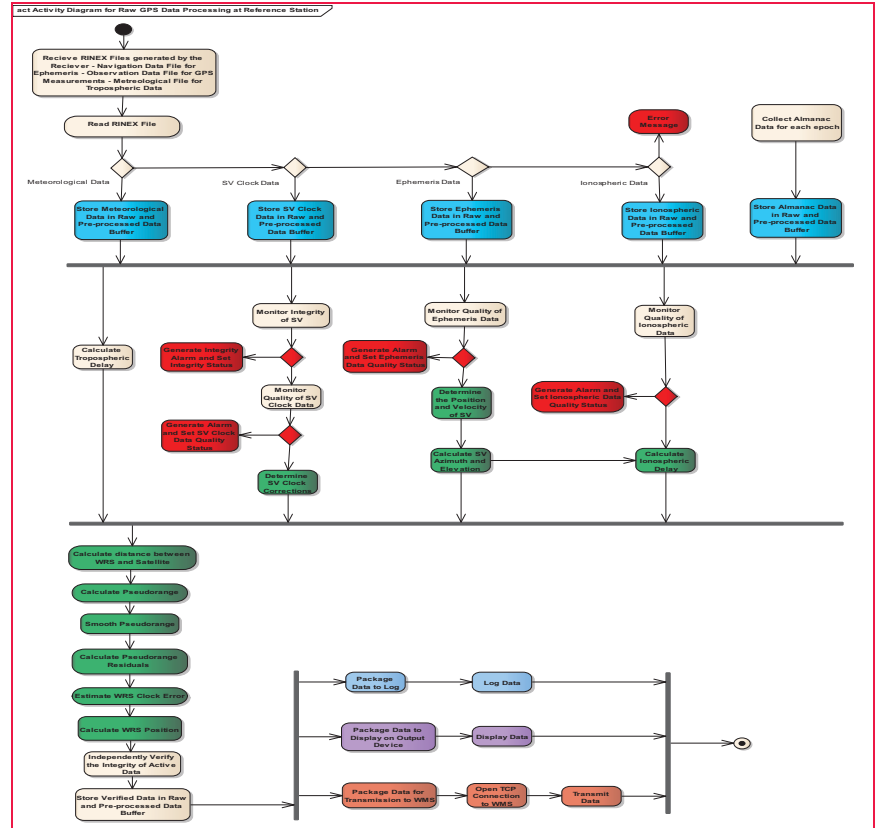 act Activity Diagram for Raw GPS Data Processing at Reference Station
Recieve RINEX Files generated by the
Reciever - Navigation Data File for
Ephemeris - Observation Data File for GPS
Measurements - Metreological File for
Tropospheric Data
Read RINEX File
Error
Message
Collect Almanac
Data for each epoch
Meteorological Data
SV Clock Data
Ephemeris Data
Ionospheric Data
Store Meteorological
Data in Raw and
Pre-processed Data
Buffer
Store SV Clock
Data in Raw and
Pre-processed
Data Buffer
Store Ephemeris
Data in Raw and
Pre-processed Data
Buffer
Store Ionospheric
Data in Raw and
Pre-processed
Data Buffer
Store Almanac Data
in Raw and
Pre-processed Data
Buffer
Calculate
Tropospheric
Delay
Monitor Integrity
of SV
Generate Integrity
Alarm and Set
Integrity Status
Monitor
Quality of SV
Clock Data
Generate Alarm
and Set SV Clock
Data Quality
Status
Determine
SV Clock
Corrections
Monitor Quality of
Ephemeris Data
Generate Alarm
and Set Ephemeris
Data Quality Status
Determine
the Position
and Velocity
of SV
Calculate SV
Azimuth and
Elevation
Monitor
Quality of
Ionospheric
Data
Generate Alarm and
Set Ionospheric Data
Quality Status
Calculate
Ionospheric
Delay
Calculate distance between
WRS and Satellite
Calculate Pseudorange
Smooth Pseudorange
Calculate Pseudorange
Residuals
Estimate WRS Clock Error
Calculate WRS Position
Independently Verify
the Integrity of Active
Data
Store Verified Data in Raw
and Pre-processed Data
Buffer
Package
Data to Log
Log Data
Package Data to
Display on Output
Device
Display Data
Package Data for
Transmission to WMS
Open TCP
Connection
to WMS
Transmit
Data